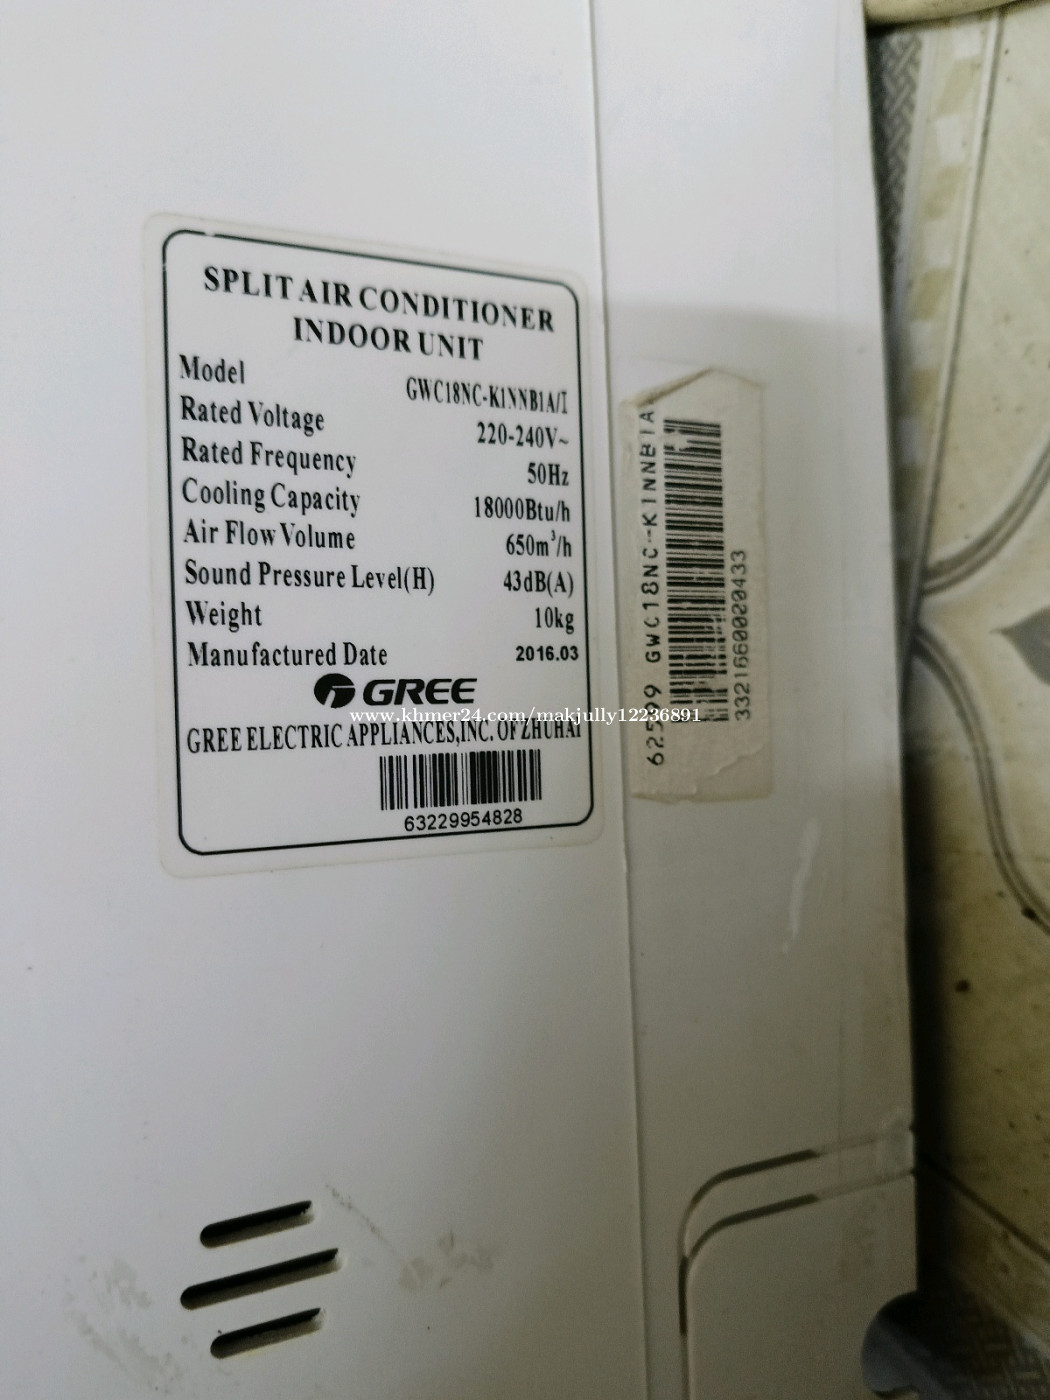 SPLIT AIR CONDITIONER
INDOOR UNIT
Model GWC18NC-K1NNB1A/I
Rated Voltage 220-240V~
Rated Frequency 50Hz
Cooling Capacity 18000Btu/h
Air Flow Volume 650m³/h
Sound Pressure Level(H) 43dB(A)
Weight 10kg
Manufactured Date 2016.03
GREE
www.khmer24.com/makjully12236891
GREE ELECTRIC APPLIANCES,INC. OF ZHUHAI
63229954828
GWC18NC-K1NNB1A
3321660020433